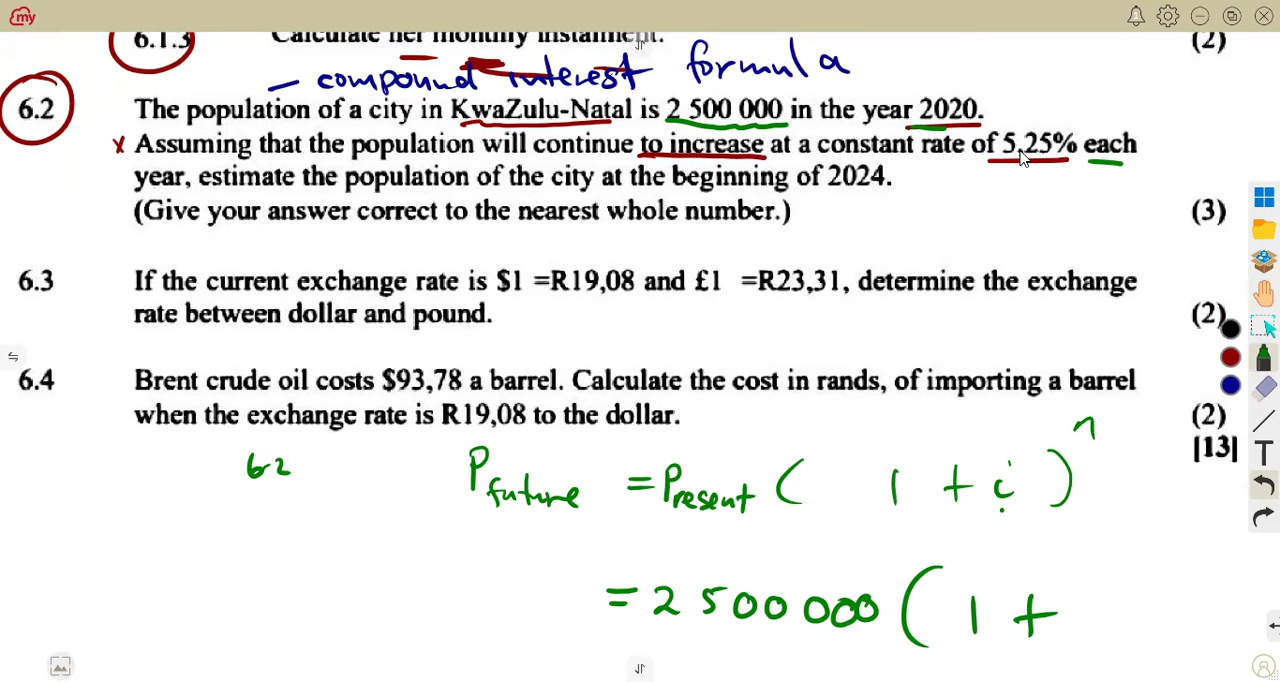 my
6.1.3 Calculate her monthly instalment. (2)
– compound interest formula
6.2 The population of a city in KwaZulu-Natal is 2 500 000 in the year 2020.
x Assuming that the population will continue to increase at a constant rate of 5,25% each
year, estimate the population of the city at the beginning of 2024.
(Give your answer correct to the nearest whole number.) (3)
6.3 If the current exchange rate is $1 =R19,08 and £1 =R23,31, determine the exchange
rate between dollar and pound. (2)
6.4 Brent crude oil costs $93,78 a barrel. Calculate the cost in rands, of importing a barrel
when the exchange rate is R19,08 to the dollar. (2)
[13]
6.2 P future = Present ( 1 + i )^n
= 2 500 000 ( 1 +
T